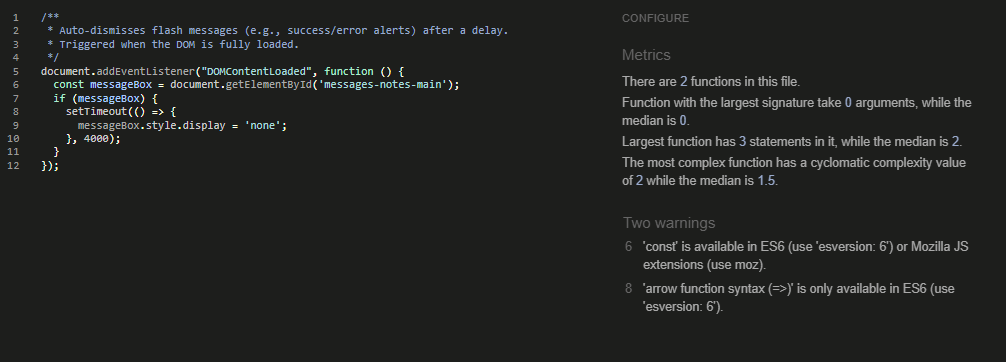 1 /**
2  * Auto-dismisses flash messages (e.g., success/error alerts) after a delay.
3  * Triggered when the DOM is fully loaded.
4  */
5 document.addEventListener("DOMContentLoaded", function () {
6   const messageBox = document.getElementById('messages-notes-main');
7   if (messageBox) {
8     setTimeout(() => {
9       messageBox.style.display = 'none';
10     }, 4000);
11   }
12 });
CONFIGURE
Metrics
There are 2 functions in this file.
Function with the largest signature take 0 arguments, while the
median is 0.
Largest function has 3 statements in it, while the median is 2.
The most complex function has a cyclomatic complexity value
of 2 while the median is 1.5.
Two warnings
6 'const' is available in ES6 (use 'esversion: 6') or Mozilla JS
extensions (use moz).
8 'arrow function syntax (=>)' is only available in ES6 (use
'esversion: 6').